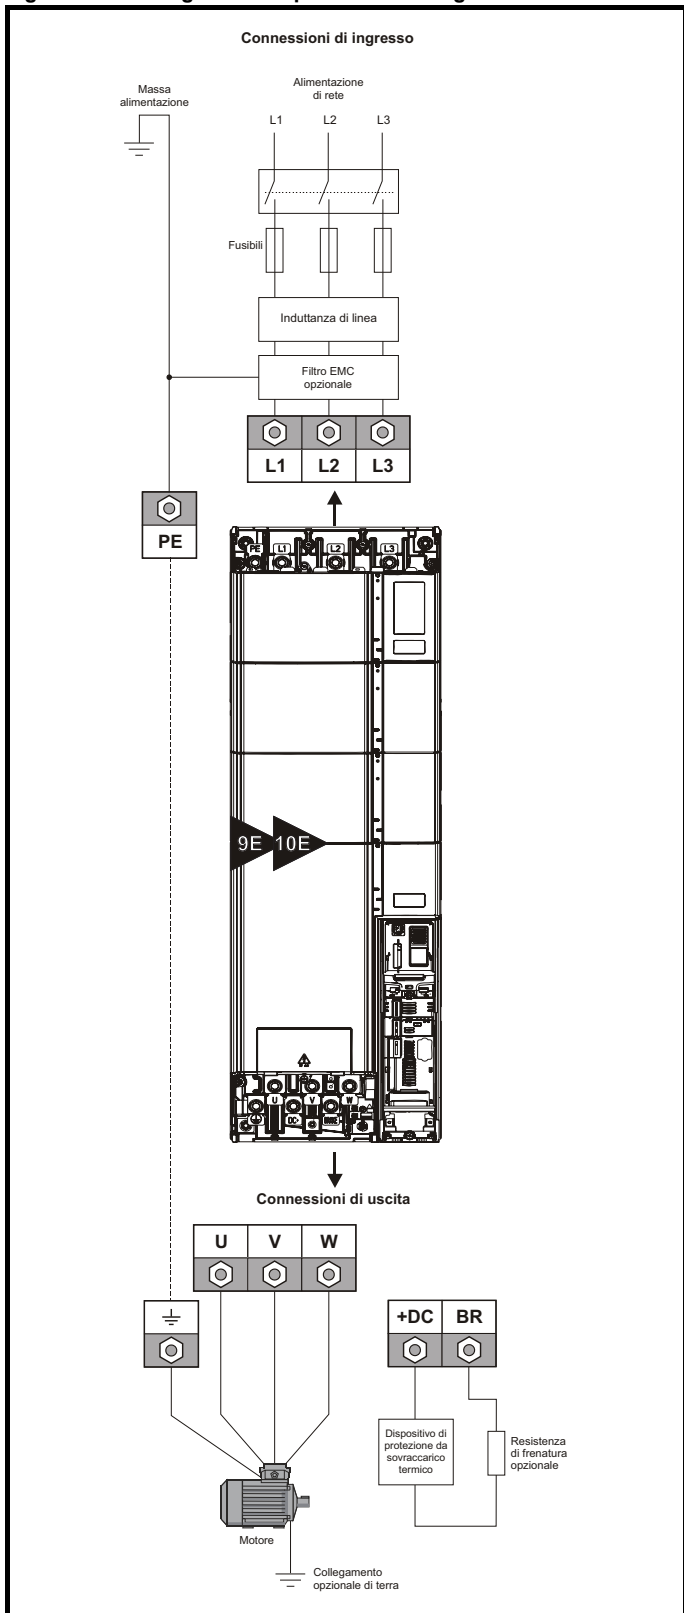 Connessioni di ingresso
Massa
alimentazione
Alimentazione
di rete
L1 L2 L3
Fusibili
Induttanza di linea
Filtro EMC
opzionale
L1 L2 L3
PE
PE L1 L2 L3
9E 10E
U V W
Connessioni di uscita
U V W
+DC BR
Dispositivo di
protezione da
sovraccarico
termico
Resistenza
di frenatura
opzionale
Motore
Collegamento
opzionale di terra